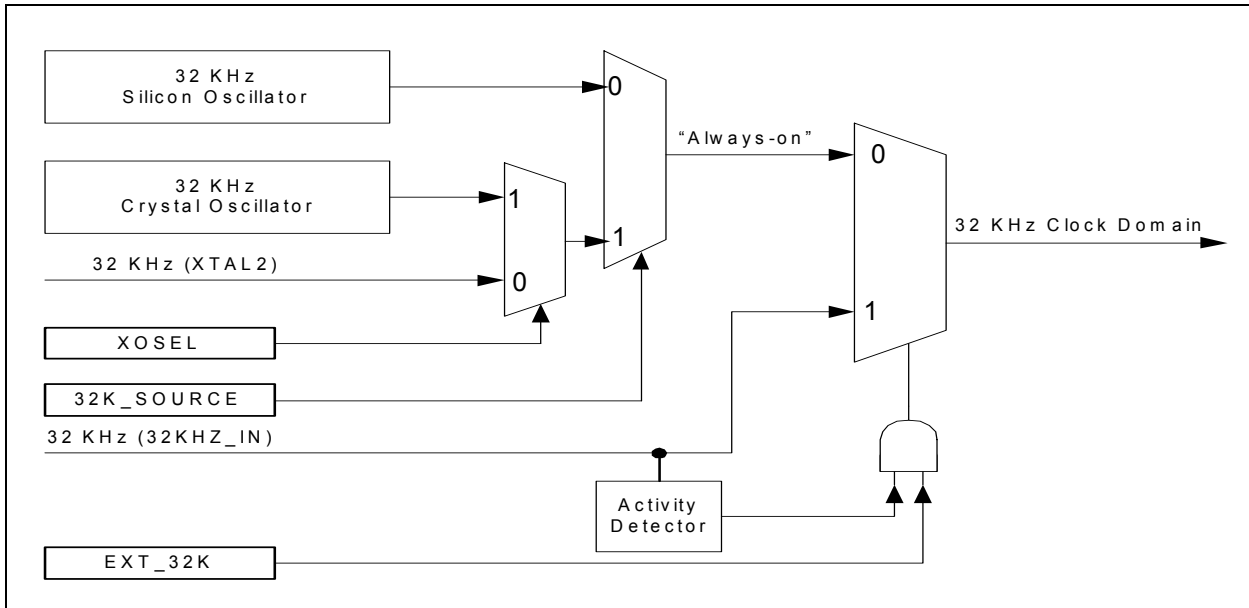 32 KHz
Silicon Oscillator
0
"Always-on"
0
32 KHz
Crystal Oscillator
1
1
32 KHz Clock Domain
32 KHz (XTAL2)
0
1
XOSEL
32K_SOURCE
32 KHz (32KHZ_IN)
Activity
Detector
EXT_32K